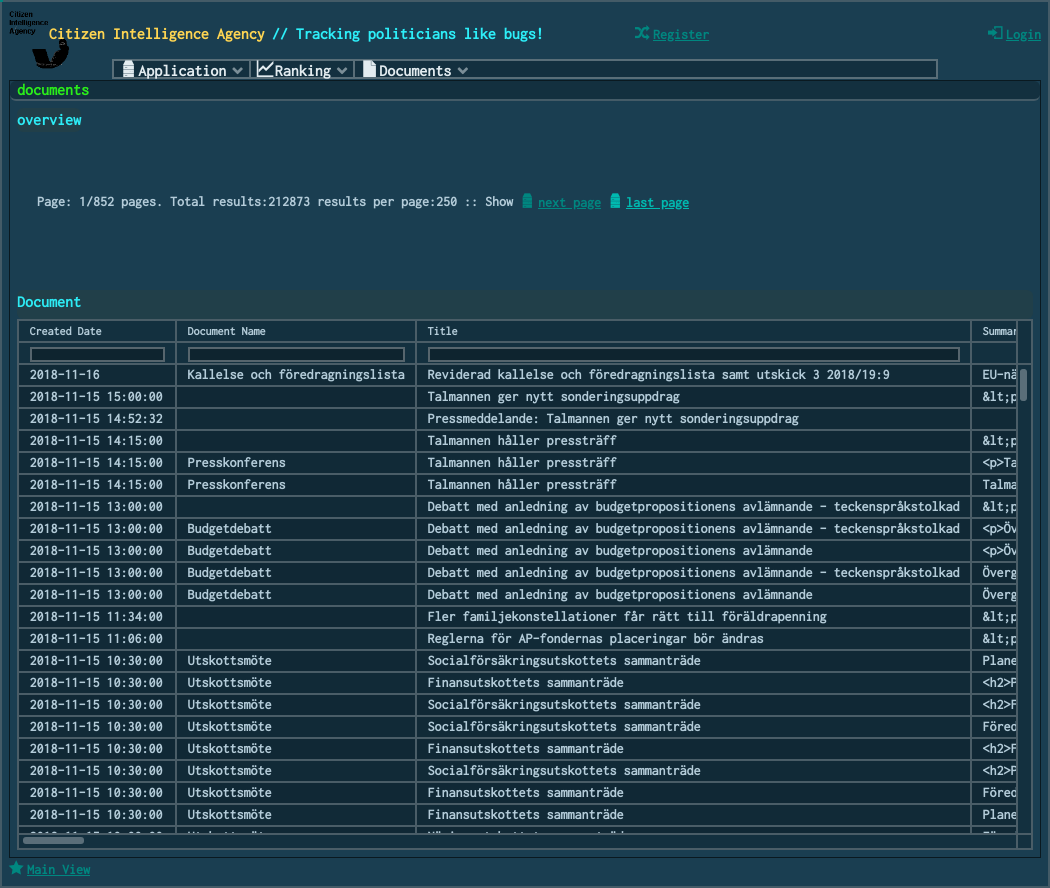 Citizen
Intelligence
Agency
Citizen Intelligence Agency // Tracking politicians like bugs!
Register
Login
Application
Ranking
Documents
documents
overview
Page: 1/852 pages. Total results:212873 results per page:250 :: Show next page last page
Document
Created Date Document Name Title Summar
2018-11-16 Kallelse och föredragningslista Reviderad kallelse och föredragningslista samt utskick 3 2018/19:9 EU-nä
2018-11-15 15:00:00 Talmannen ger nytt sonderingsuppdrag &lt;p
2018-11-15 14:52:32 Pressmeddelande: Talmannen ger nytt sonderingsuppdrag
2018-11-15 14:15:00 Talmannen håller pressträff &lt;p
2018-11-15 14:15:00 Presskonferens Talmannen håller pressträff <p>Ta
2018-11-15 14:15:00 Presskonferens Talmannen håller pressträff Talma
2018-11-15 13:00:00 Debatt med anledning av budgetpropositionens avlämnande - teckenspråkstolkad &lt;p
2018-11-15 13:00:00 Budgetdebatt Debatt med anledning av budgetpropositionens avlämnande - teckenspråkstolkad <p>Öv
2018-11-15 13:00:00 Budgetdebatt Debatt med anledning av budgetpropositionens avlämnande <p>Öv
2018-11-15 13:00:00 Budgetdebatt Debatt med anledning av budgetpropositionens avlämnande - teckenspråkstolkad Överg
2018-11-15 13:00:00 Budgetdebatt Debatt med anledning av budgetpropositionens avlämnande Överg
2018-11-15 11:34:00 Fler familjekonstellationer får rätt till föräldrapenning &lt;p
2018-11-15 11:06:00 Reglerna för AP-fondernas placeringar bör ändras &lt;p
2018-11-15 10:30:00 Utskottsmöte Socialförsäkringsutskottets sammanträde Plane
2018-11-15 10:30:00 Utskottsmöte Finansutskottets sammanträde <h2>P
2018-11-15 10:30:00 Utskottsmöte Socialförsäkringsutskottets sammanträde <h2>F
2018-11-15 10:30:00 Utskottsmöte Socialförsäkringsutskottets sammanträde Föred
2018-11-15 10:30:00 Utskottsmöte Finansutskottets sammanträde <h2>F
2018-11-15 10:30:00 Utskottsmöte Socialförsäkringsutskottets sammanträde <h2>P
2018-11-15 10:30:00 Utskottsmöte Finansutskottets sammanträde Föred
2018-11-15 10:30:00 Utskottsmöte Finansutskottets sammanträde Plane
Main View